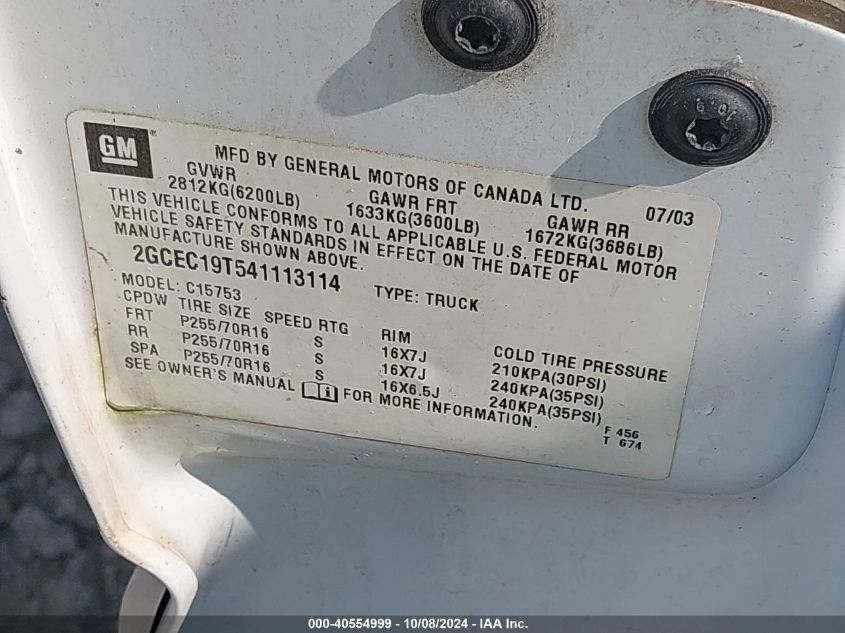 10.9
GM ®
MFD BY GENERAL MOTORS OF CANADA LTD. 07/03
GVWR GAWR FRT GAWR RR
2812KG(6200LB) 1633KG(3600LB) 1672KG(3686LB)
THIS VEHICLE CONFORMS TO ALL APPLICABLE U.S. FEDERAL MOTOR
VEHICLE SAFETY STANDARDS IN EFFECT ON THE DATE OF
MANUFACTURE SHOWN ABOVE.
2GCEC19T541113114 TYPE: TRUCK
MODEL: C15753
CPDW TIRE SIZE SPEED RTG RIM COLD TIRE PRESSURE
FRT P255/70R16 S 16X7J 210KPA(30PSI)
RR P255/70R16 S 16X7J 240KPA(35PSI)
SPA P255/70R16 S 16X6.5J 240KPA(35PSI)
SEE OWNER'S MANUAL FOR MORE INFORMATION.
F 456
T 674
000-40554999 - 10/08/2024 - IAA Inc.